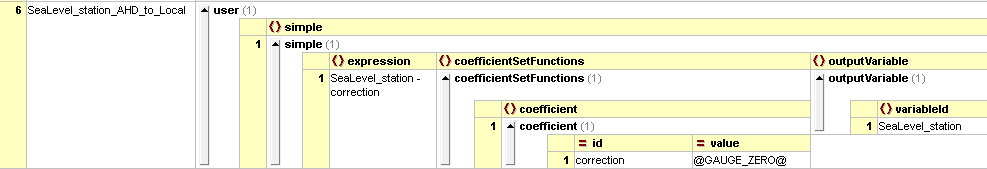 6 SeaLevel_station_AHD_to_Local user (1)
simple
1 simple (1)
expression coefficientSetFunctions outputVariable
1 SeaLevel_station - correction coefficientSetFunctions (1) outputVariable (1)
coefficient variableId
1 coefficient (1) 1 SeaLevel_station
= id = value
1 correction @GAUGE_ZERO@